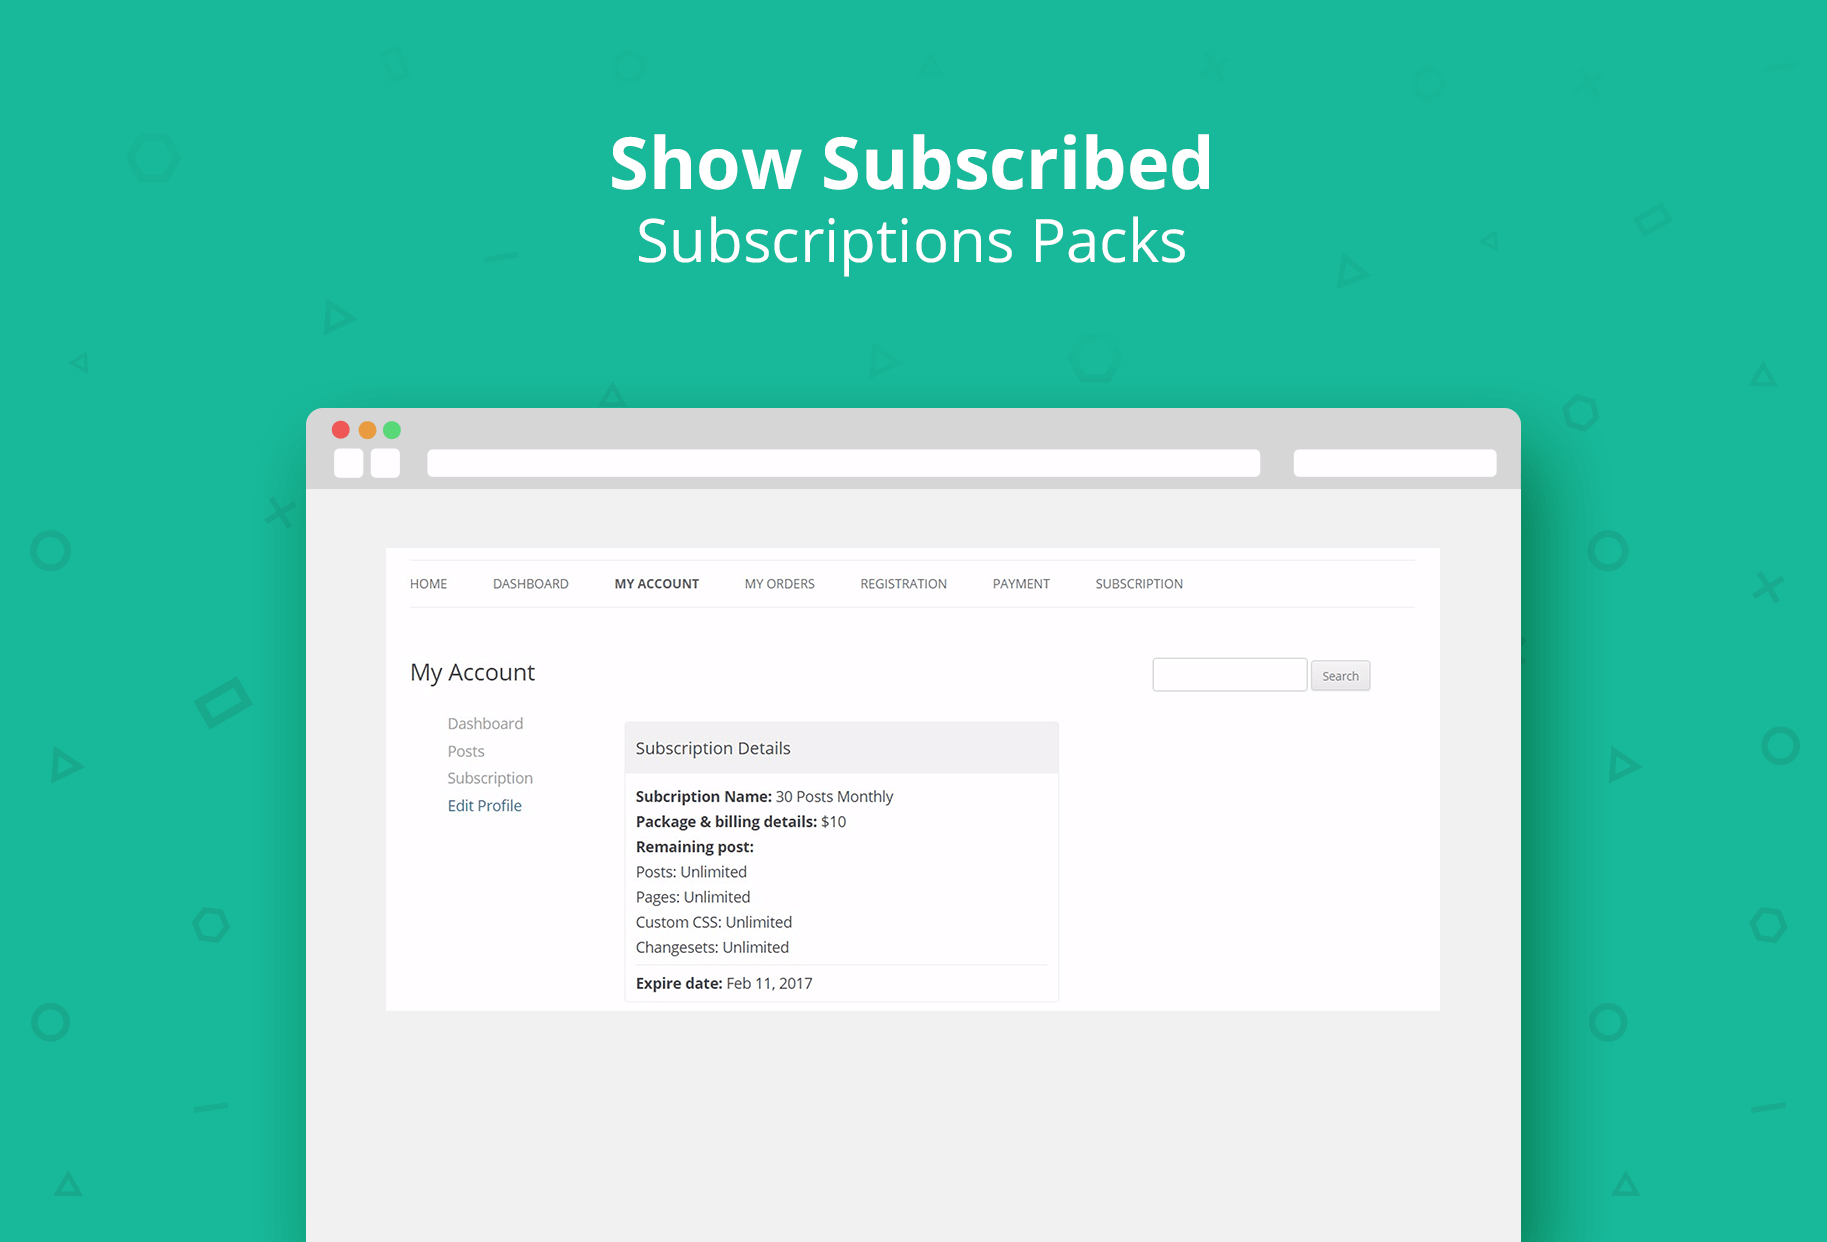 Show Subscribed
Subscriptions Packs
HOME DASHBOARD MY ACCOUNT MY ORDERS REGISTRATION PAYMENT SUBSCRIPTION
My Account
Search
Dashboard
Posts
Subscription
Edit Profile
Subscription Details
Subcription Name: 30 Posts Monthly
Package & billing details: $10
Remaining post:
Posts: Unlimited
Pages: Unlimited
Custom CSS: Unlimited
Changesets: Unlimited
Expire date: Feb 11, 2017